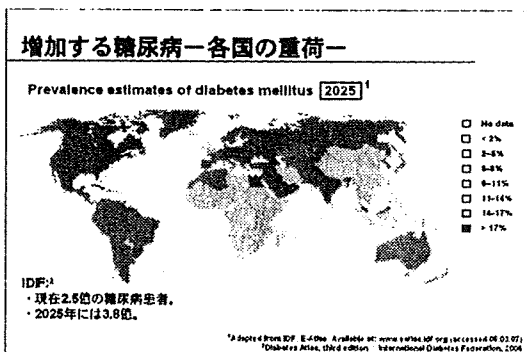 増加する糖尿病ー各国の重荷ー
Prevalence estimates of diabetes mellitus 2025 1
No data
< 2%
2-5%
5-8%
8-11%
11-14%
14-17%
> 17%
IDF:2
・現在2.5億の糖尿病患者。
・2025年には3.8億。
1Adapted from IDF. E-Atlas. Available at: www.eatlas.idf.org (accessed 06.03.07)
2Diabetes Atlas, third edition International Diabetes Federation, 2006